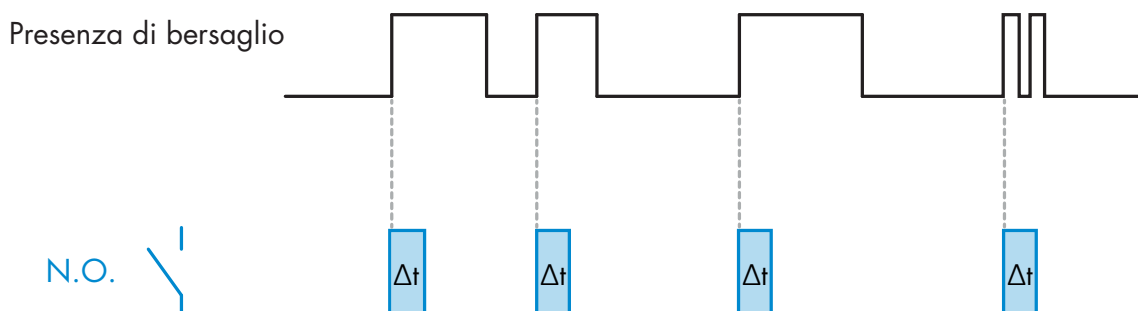 Presenza di bersaglio
N.O. Δt Δt Δt Δt